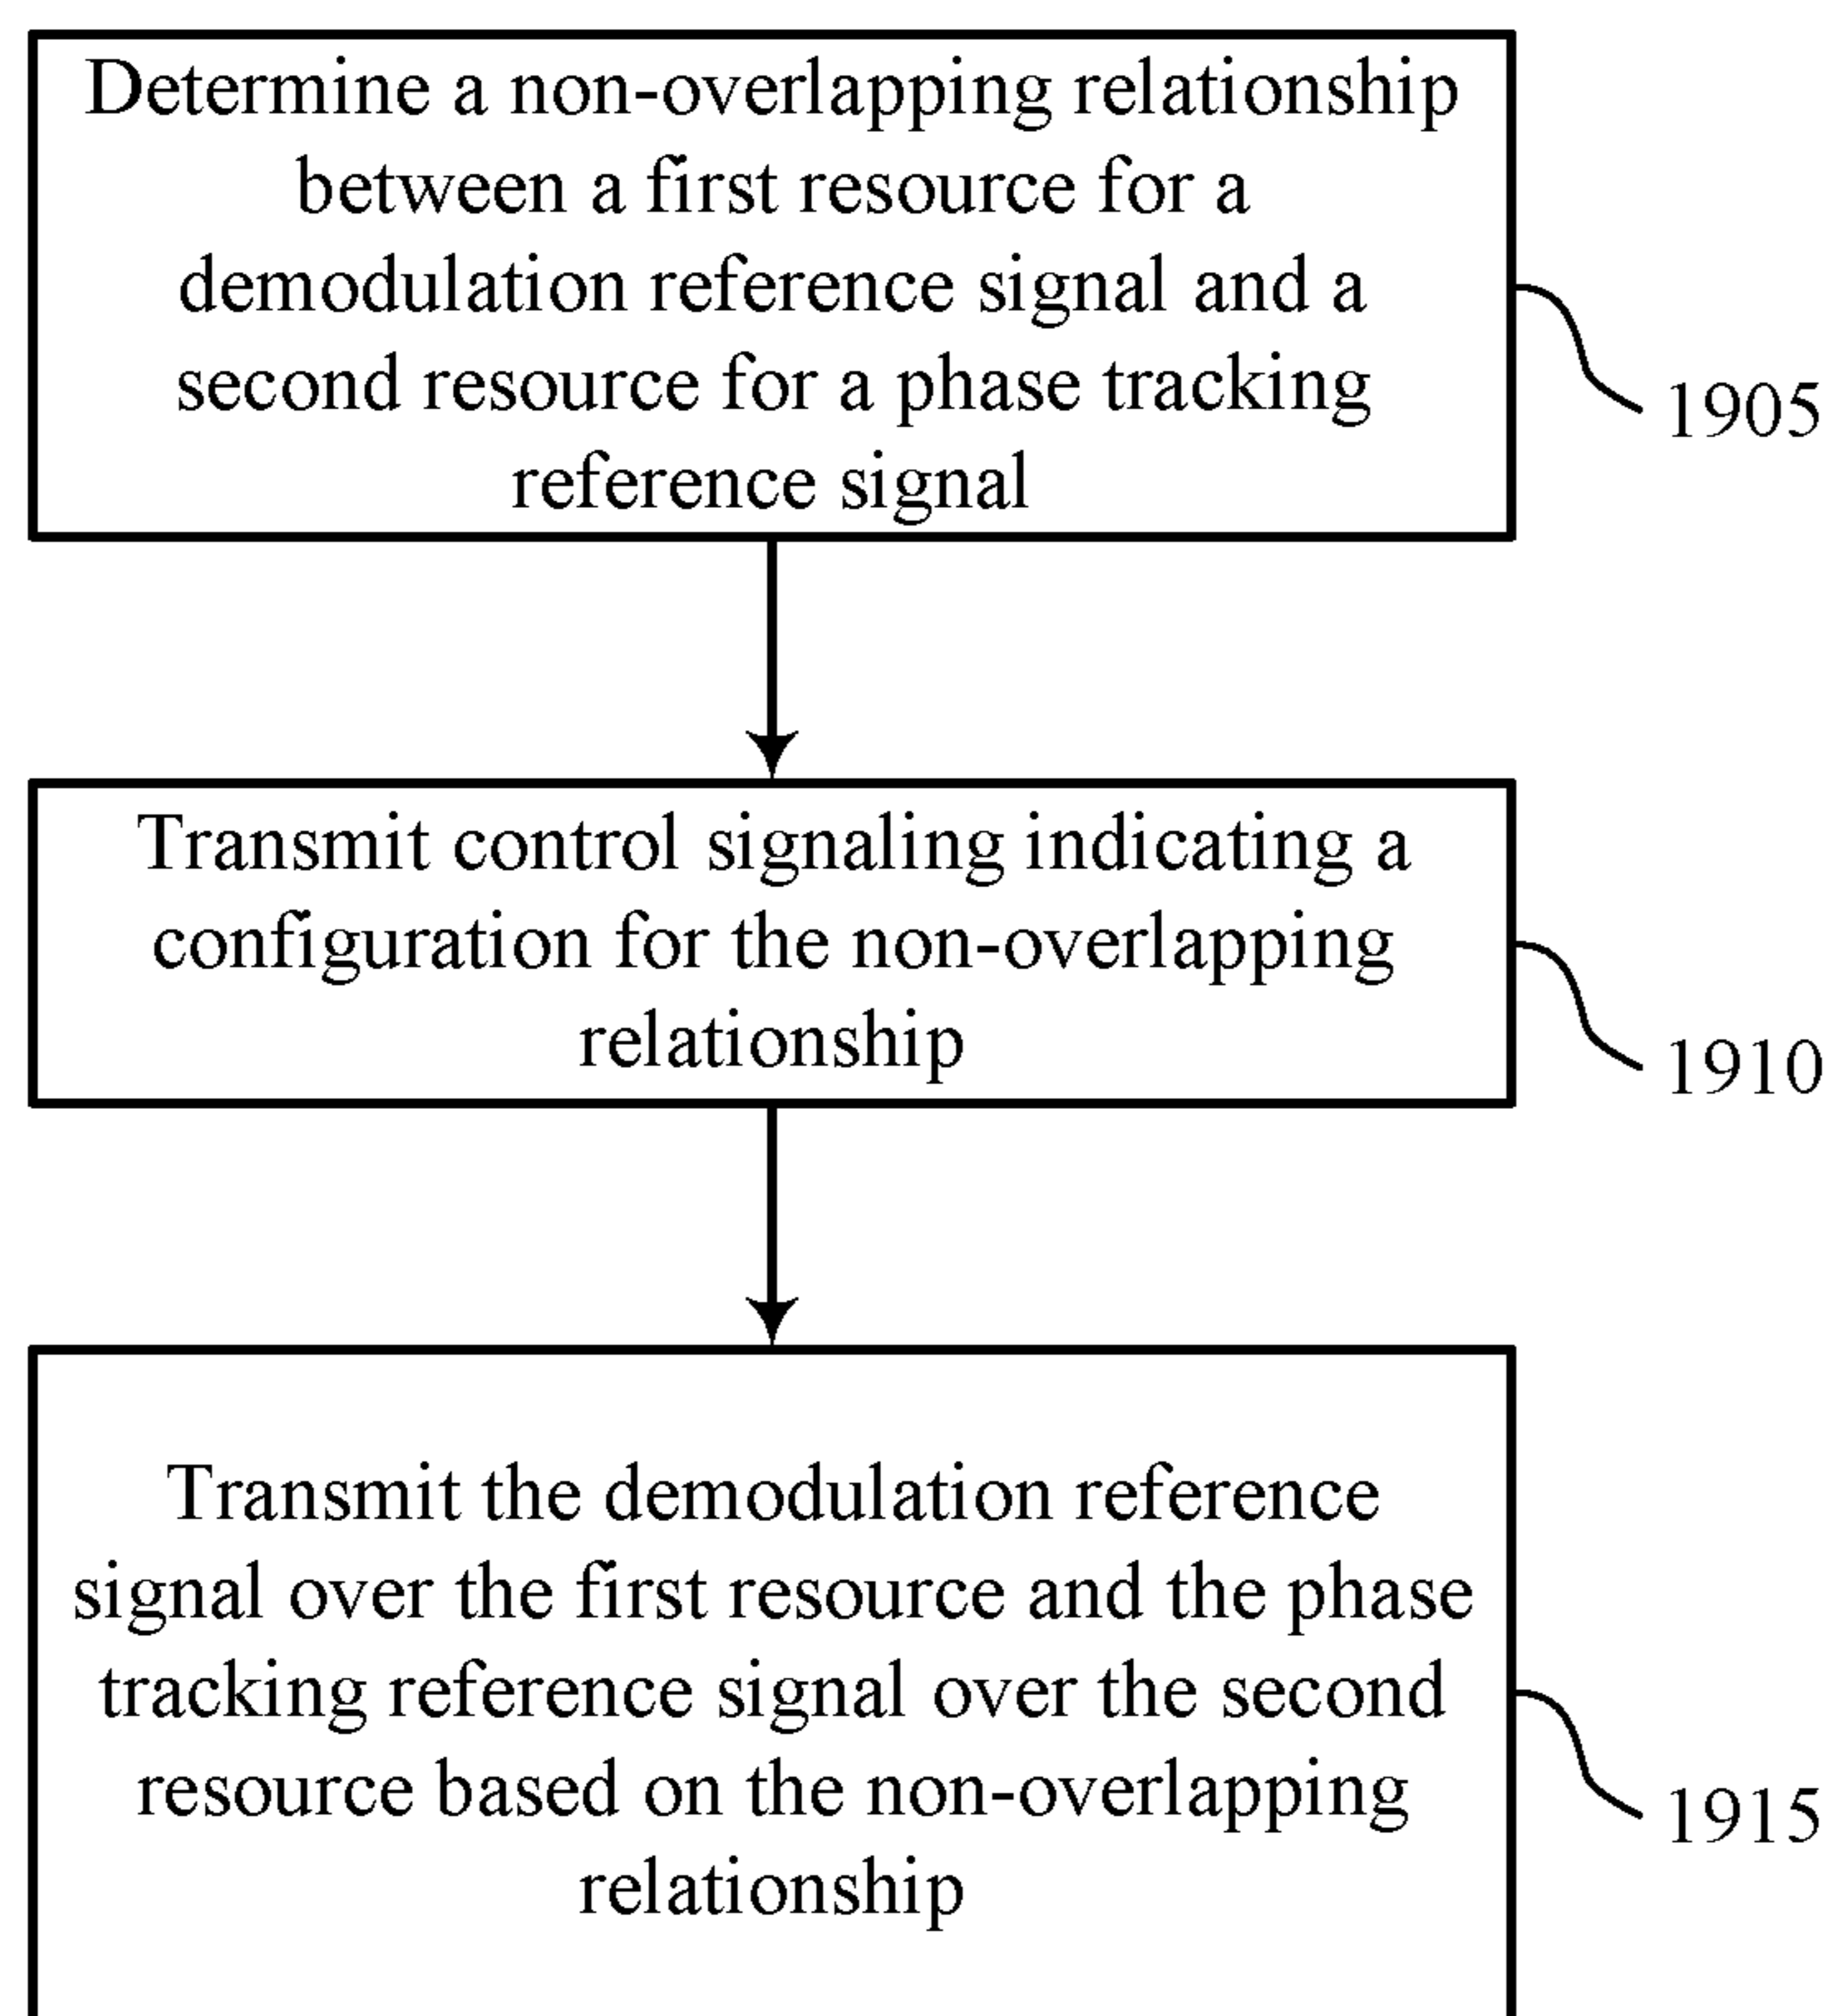 Determine a non-overlapping relationship
between a first resource for a
demodulation reference signal and a
second resource for a phase tracking
reference signal
1905
Transmit control signaling indicating a
configuration for the non-overlapping
relationship
1910
Transmit the demodulation reference
signal over the first resource and the phase
tracking reference signal over the second
resource based on the non-overlapping
relationship
1915